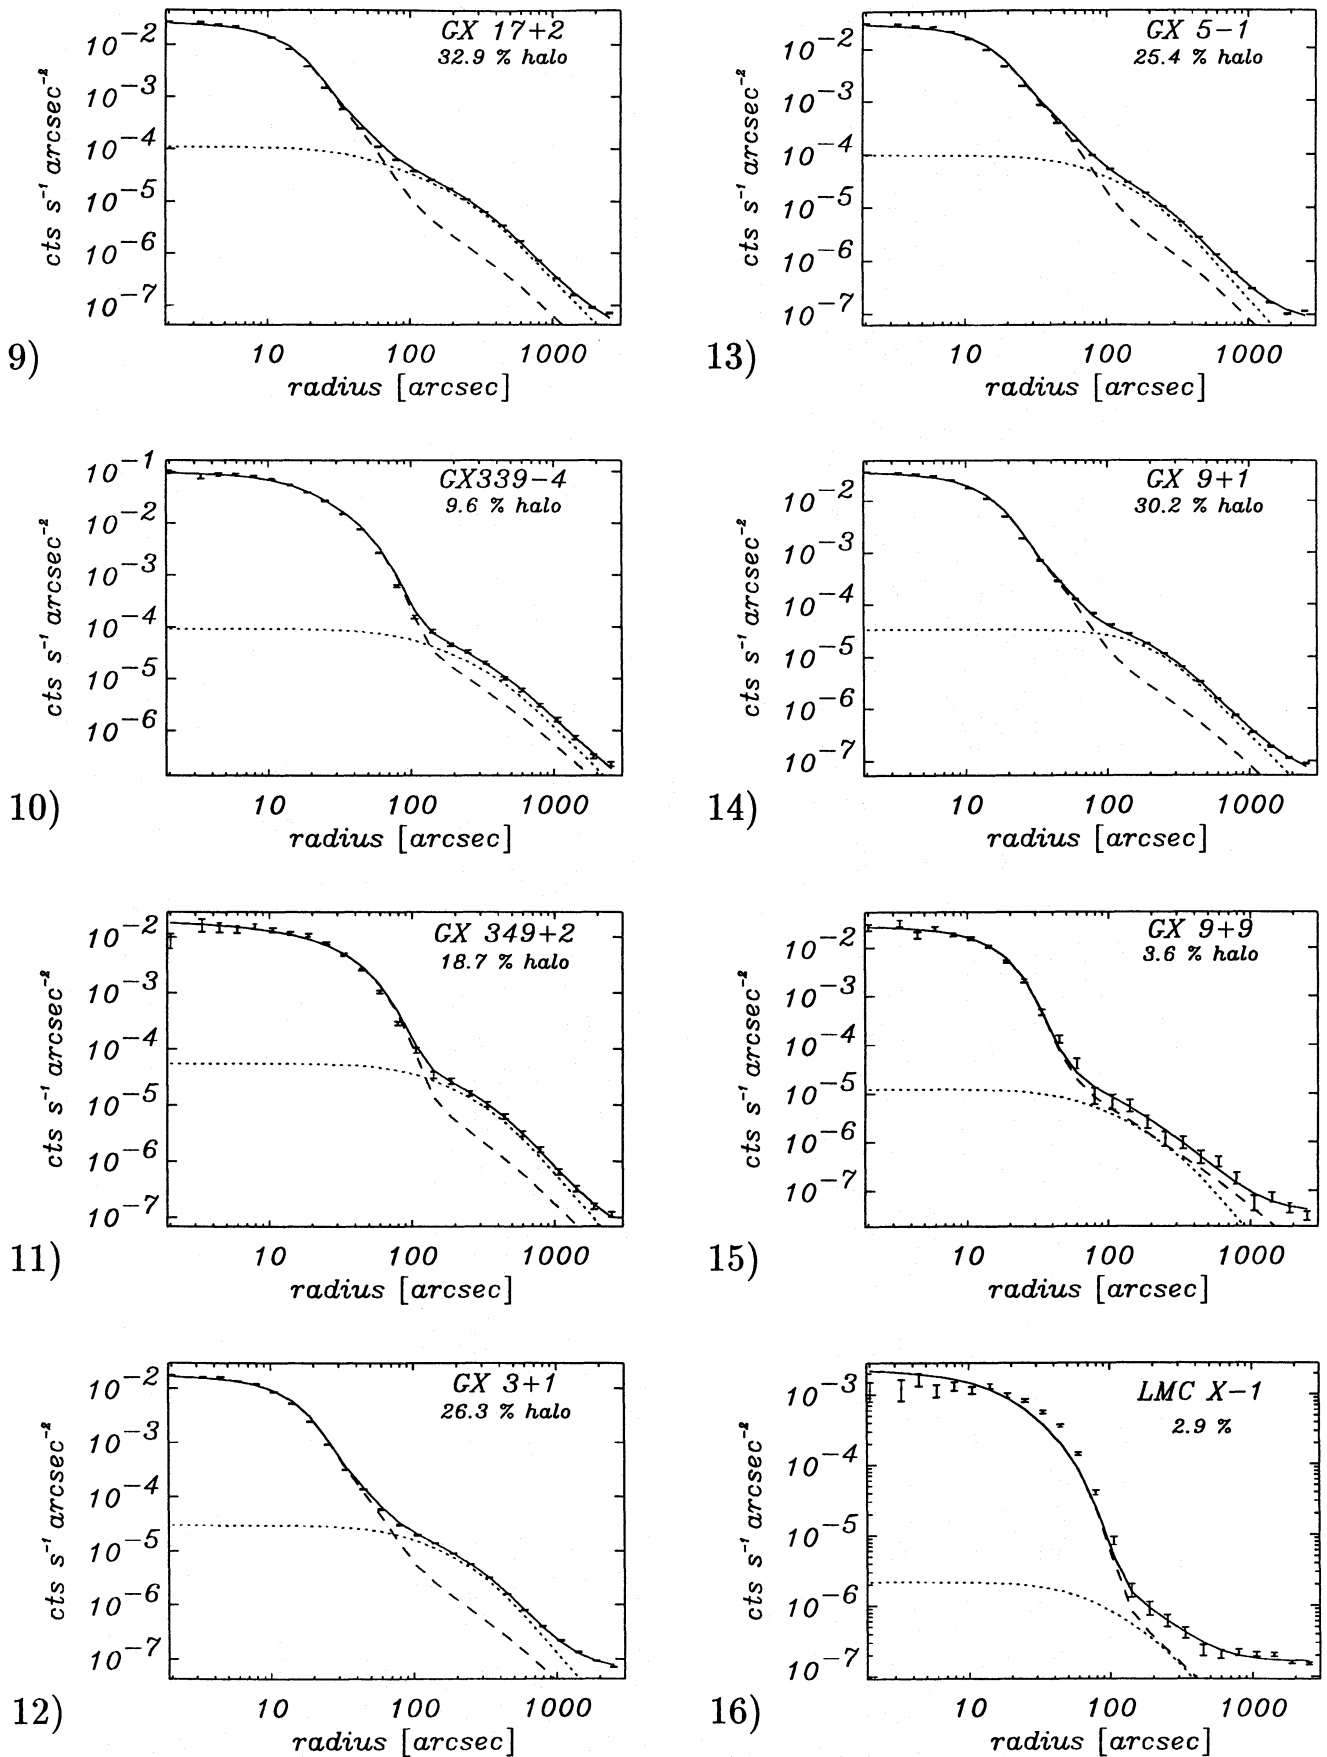 GX 17+2
32.9 % halo
10⁻²
10⁻³
10⁻⁴
10⁻⁵
10⁻⁶
10⁻⁷
cts s⁻¹ arcsec⁻²
10 100 1000
radius [arcsec]
9)
GX 5-1
25.4 % halo
10⁻²
10⁻³
10⁻⁴
10⁻⁵
10⁻⁶
10⁻⁷
cts s⁻¹ arcsec⁻²
10 100 1000
radius [arcsec]
13)
GX339-4
9.6 % halo
10⁻¹
10⁻²
10⁻³
10⁻⁴
10⁻⁵
10⁻⁶
cts s⁻¹ arcsec⁻²
10 100 1000
radius [arcsec]
10)
GX 9+1
30.2 % halo
10⁻²
10⁻³
10⁻⁴
10⁻⁵
10⁻⁶
10⁻⁷
cts s⁻¹ arcsec⁻²
10 100 1000
radius [arcsec]
14)
GX 349+2
18.7 % halo
10⁻²
10⁻³
10⁻⁴
10⁻⁵
10⁻⁶
10⁻⁷
cts s⁻¹ arcsec⁻²
10 100 1000
radius [arcsec]
11)
GX 9+9
3.6 % halo
10⁻²
10⁻³
10⁻⁴
10⁻⁵
10⁻⁶
10⁻⁷
cts s⁻¹ arcsec⁻²
10 100 1000
radius [arcsec]
15)
GX 3+1
26.3 % halo
10⁻²
10⁻³
10⁻⁴
10⁻⁵
10⁻⁶
10⁻⁷
cts s⁻¹ arcsec⁻²
10 100 1000
radius [arcsec]
12)
LMC X-1
2.9 %
10⁻³
10⁻⁴
10⁻⁵
10⁻⁶
10⁻⁷
cts s⁻¹ arcsec⁻²
10 100 1000
radius [arcsec]
16)